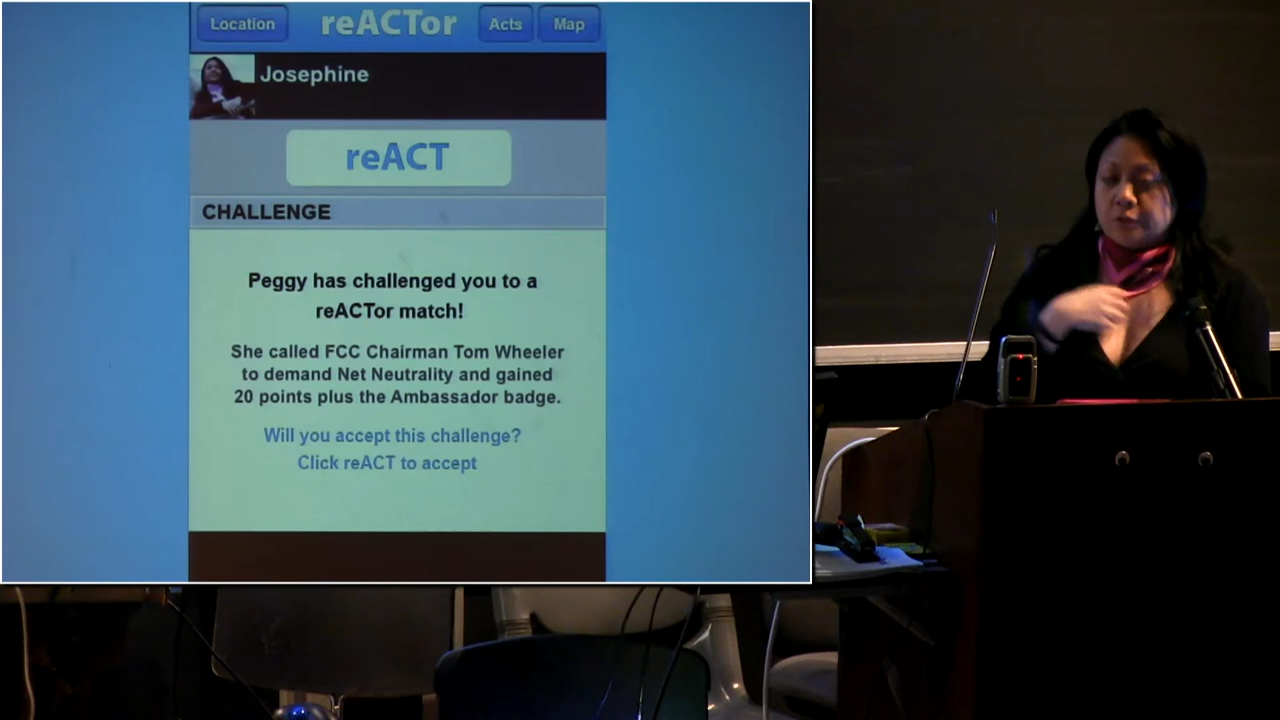 Location reACTor Acts Map
Josephine
reACT
CHALLENGE
Peggy has challenged you to a
reACTor match!
She called FCC Chairman Tom Wheeler
to demand Net Neutrality and gained
20 points plus the Ambassador badge.
Will you accept this challenge?
Click reACT to accept